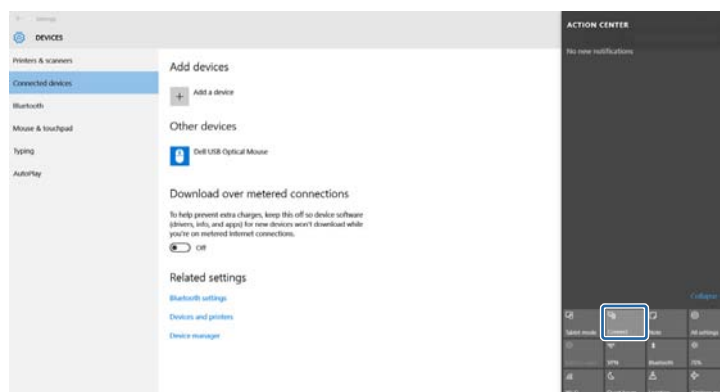 Settings
DEVICES
Printers & scanners
Connected devices
Bluetooth
Mouse & touchpad
Typing
AutoPlay
Add devices
Add a device
Other devices
Dell USB Optical Mouse
Download over metered connections
To help prevent extra charges, keep this off so device software
(drivers, info, and apps) for new devices won't download while
you're on metered Internet connections.
Off
Related settings
Bluetooth settings
Devices and printers
Device manager
ACTION CENTER
No new notifications
Collapse
Tablet mode
Connect
Note
All settings
VPN
Bluetooth